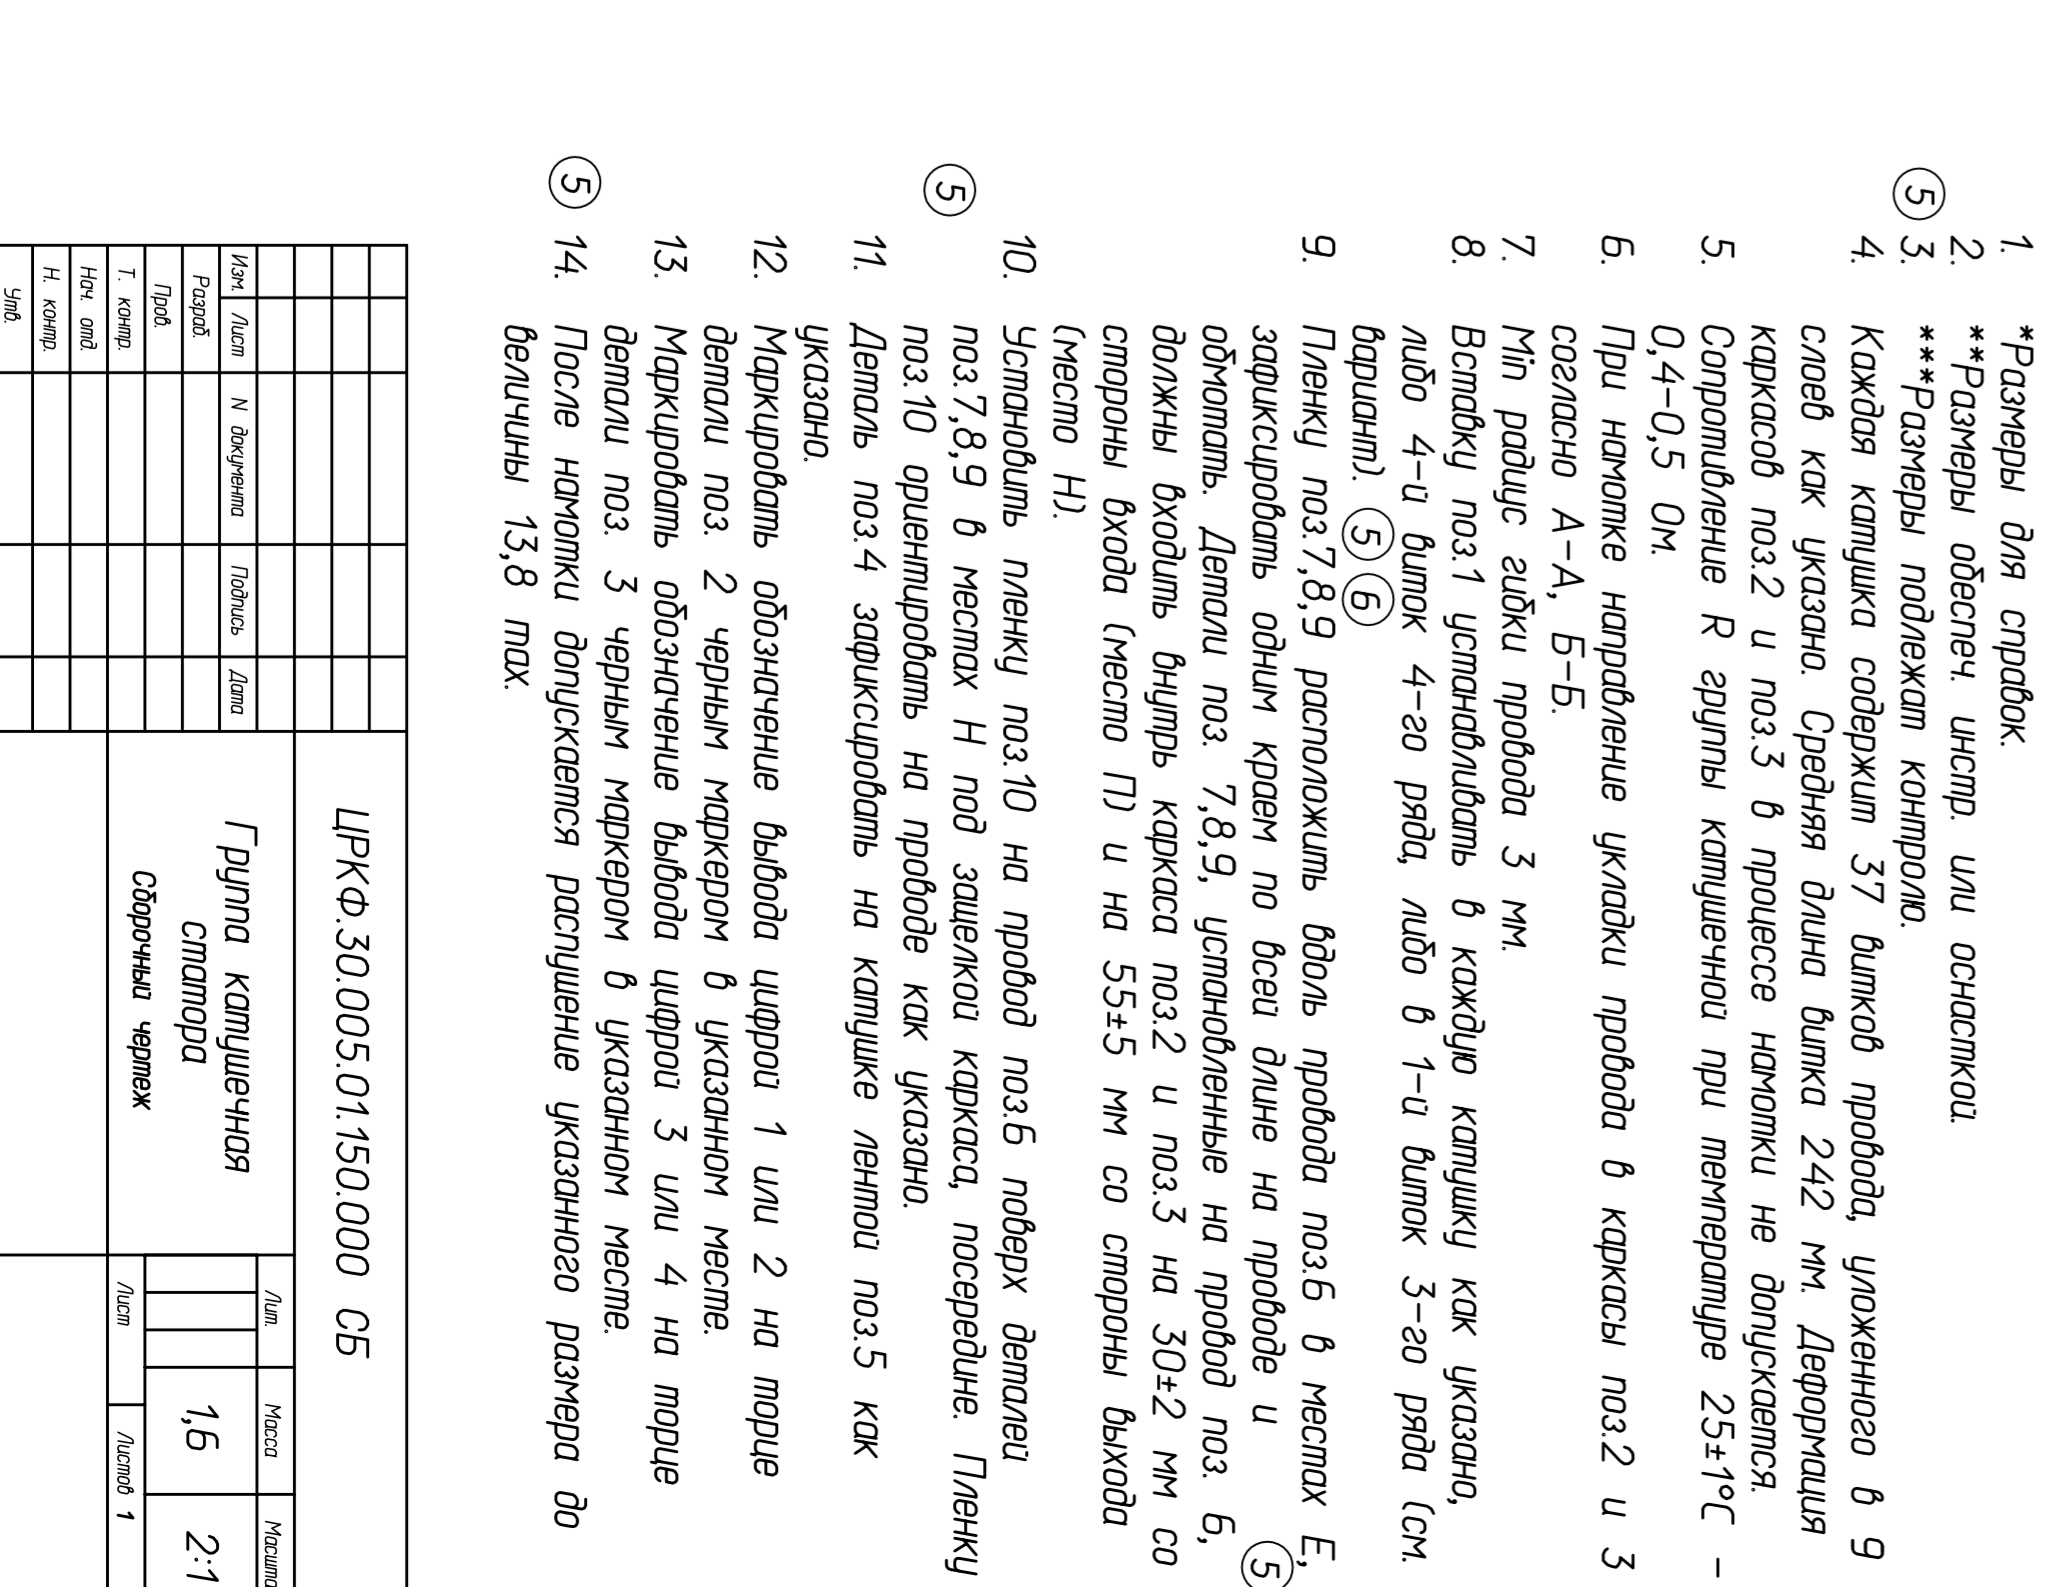 1. *Размеры для справок.
2. **Размеры обеспеч. инстр. или оснасткой.
5 3. ***Размеры подлежат контролю.
4. Каждая катушка содержит 37 витков провода, уложенного в 9
слоев как указано. Средняя длина витка 242 мм. Деформация
каркасов поз.2 и поз.3 в процессе намотки не допускается.
5. Сопротивление R группы катушечной при температуре 25±1°C –
0,4-0,5 Ом.
6. При намотке направление укладки провода в каркасы поз.2 и 3
согласно А-А, Б-Б.
7. Min радиус гибки провода 3 мм.
8. Вставку поз.1 устанавливать в каждую катушку как указано,
либо 4-й виток 4-го ряда, либо в 1-й виток 3-го ряда (см.
вариант). 5 6
9. Пленку поз.7,8,9 расположить вдоль провода поз.6 в местах Е,
зафиксировать одним краем по всей длине на проводе и 5
обмотать. Детали поз. 7,8,9, установленные на провод поз. 6,
должны входить внутрь каркаса поз.2 и поз.3 на 30±2 мм со
стороны входа (место П) и на 55±5 мм со стороны выхода
(место Н).
10. Установить пленку поз.10 на провод поз.6 поверх деталей
5 поз.7,8,9 в местах Н под защелкой каркаса, посередине. Пленку
поз.10 ориентировать на проводе как указано.
11. Деталь поз.4 зафиксировать на катушке лентой поз.5 как
указано.
12. Маркировать обозначение вывода цифрой 1 или 2 на торце
детали поз. 2 черным маркером в указанном месте.
13. Маркировать обозначение вывода цифрой 3 или 4 на торце
детали поз. 3 черным маркером в указанном месте.
5 14. После намотки допускается распушение указанного размера до
величины 13,8 max.
ЦРКФ.30.005.01.150.000 СБ
Изм. Лист N документа Подпись Дата
Разраб.
Пров.
Т. контр.
Нач. отд.
Н. контр.
Утв.
Группа катушечная
статора
Сборочный чертеж
Лит. Масса
1,6 2:1
Лист Листов 1